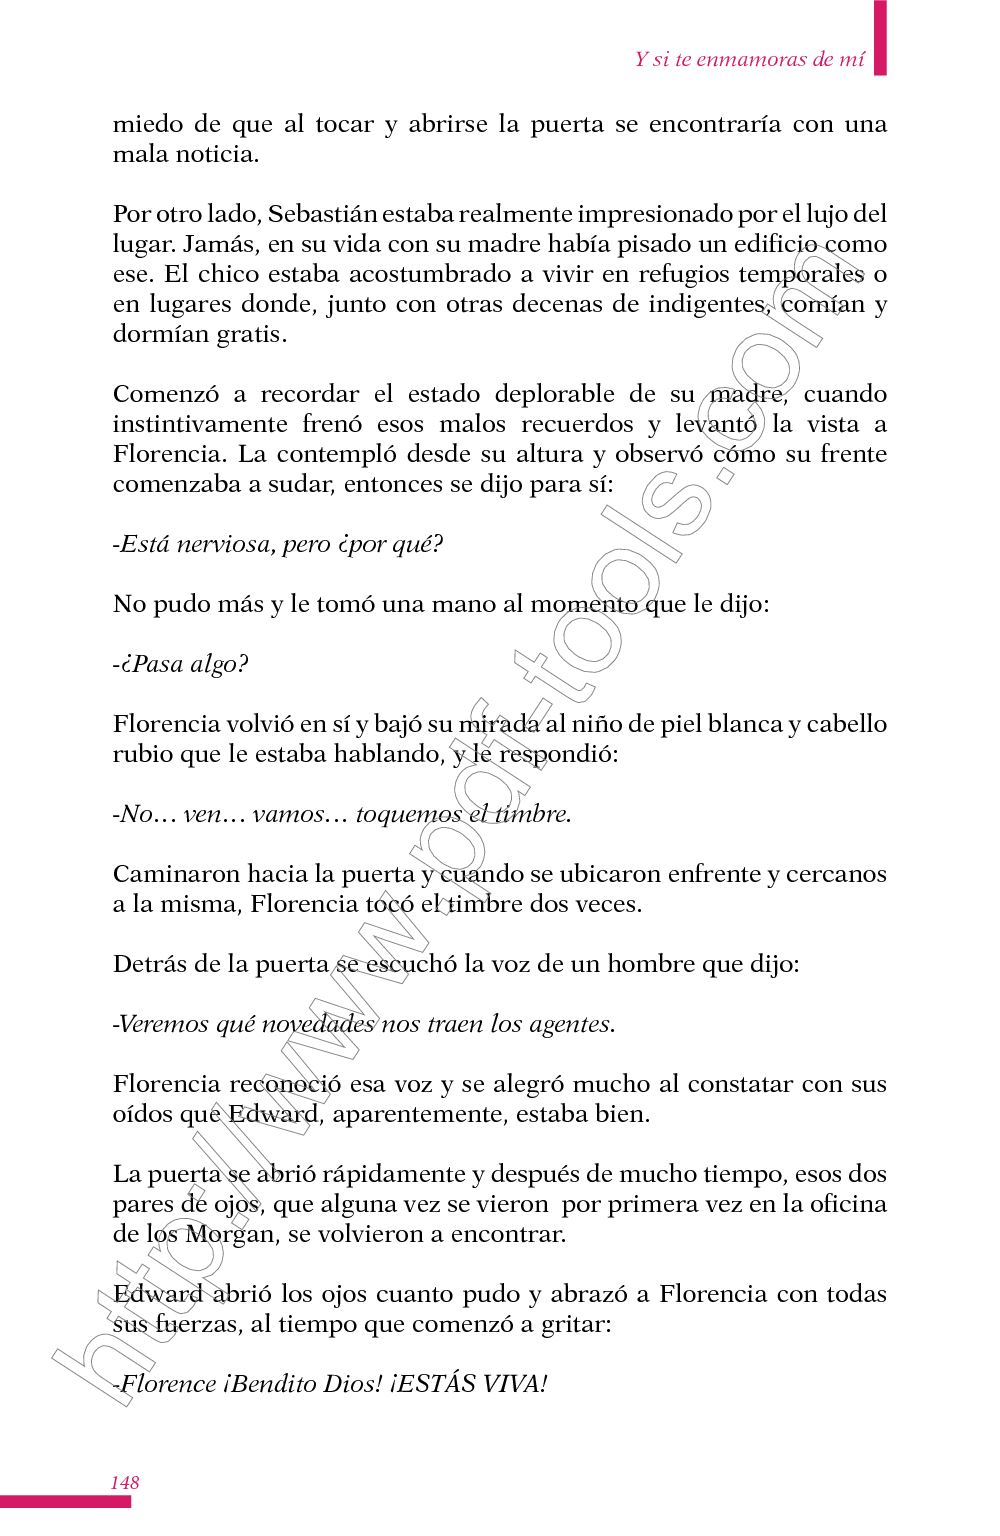 Y si te enmamoras de mí
miedo de que al tocar y abrirse la puerta se encontraría con una
mala noticia.
Por otro lado, Sebastián estaba realmente impresionado por el lujo del
lugar. Jamás, en su vida con su madre había pisado un edificio como
ese. El chico estaba acostumbrado a vivir en refugios temporales o
en lugares donde, junto con otras decenas de indigentes, comían y
dormían gratis.
Comenzó a recordar el estado deplorable de su madre, cuando
instintivamente frenó esos malos recuerdos y levantó la vista a
Florencia. La contempló desde su altura y observó cómo su frente
comenzaba a sudar, entonces se dijo para sí:
-Está nerviosa, pero ¿por qué?
No pudo más y le tomó una mano al momento que le dijo:
-¿Pasa algo?
Florencia volvió en sí y bajó su mirada al niño de piel blanca y cabello
rubio que le estaba hablando, y le respondió:
-No… ven… vamos… toquemos el timbre.
Caminaron hacia la puerta y cuando se ubicaron enfrente y cercanos
a la misma, Florencia tocó el timbre dos veces.
Detrás de la puerta se escuchó la voz de un hombre que dijo:
-Veremos qué novedades nos traen los agentes.
Florencia reconoció esa voz y se alegró mucho al constatar con sus
oídos que Edward, aparentemente, estaba bien.
La puerta se abrió rápidamente y después de mucho tiempo, esos dos
pares de ojos, que alguna vez se vieron por primera vez en la oficina
de los Morgan, se volvieron a encontrar.
Edward abrió los ojos cuanto pudo y abrazó a Florencia con todas
sus fuerzas, al tiempo que comenzó a gritar:
-Florence ¡Bendito Dios! ¡ESTÁS VIVA!
148
http://www.pdf-tools.com